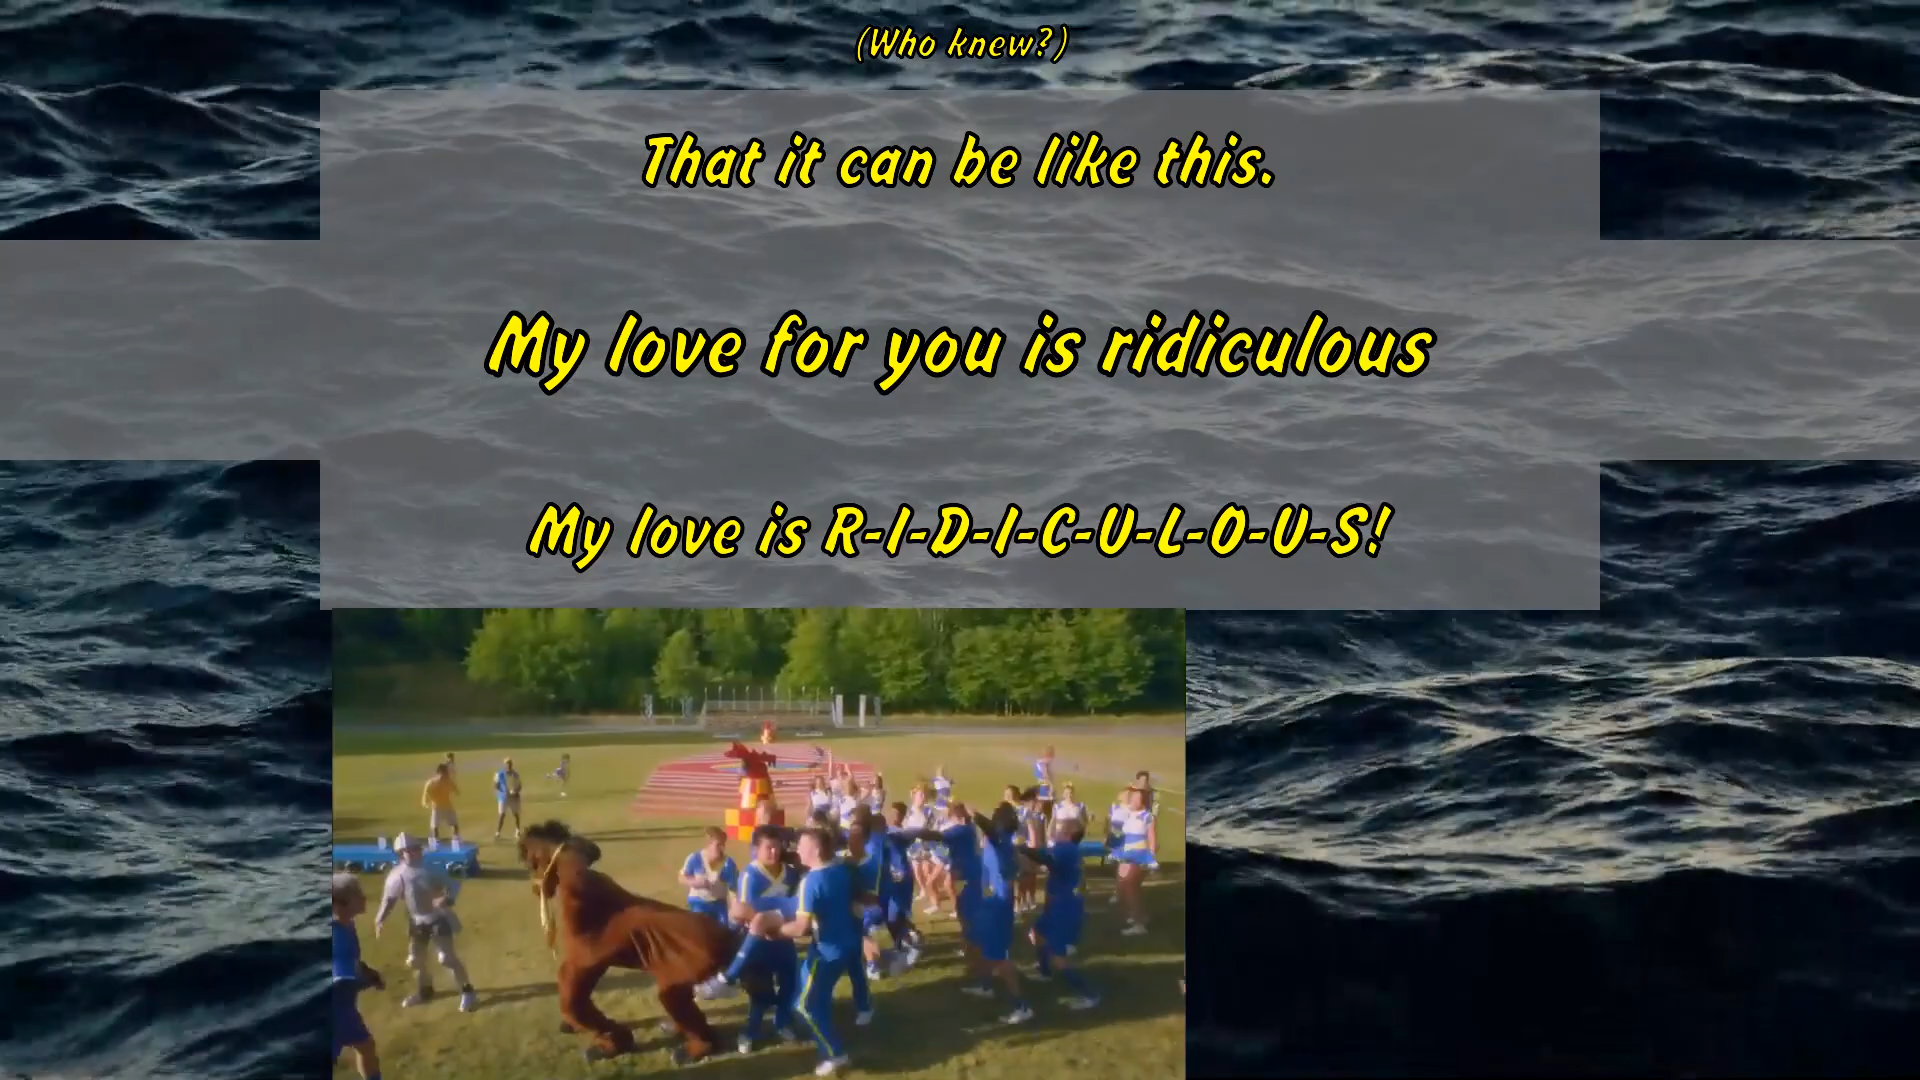 (Who knew?)
That it can be like this.
My love for you is ridiculous
My love is R-I-D-I-C-U-L-O-U-S!